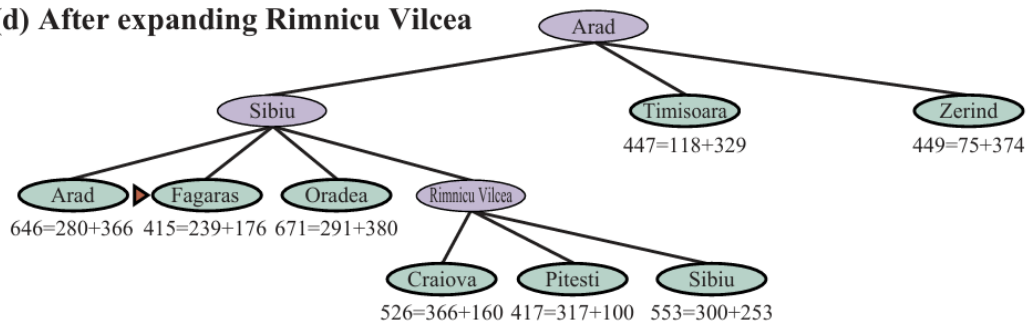 (d) After expanding Rimnicu Vilcea
Arad
Sibiu
Timisoara
Zerind
447=118+329
449=75+374
Arad
Fagaras
Oradea
Rimnicu Vilcea
646=280+366
415=239+176
671=291+380
Craiova
Pitesti
Sibiu
526=366+160
417=317+100
553=300+253